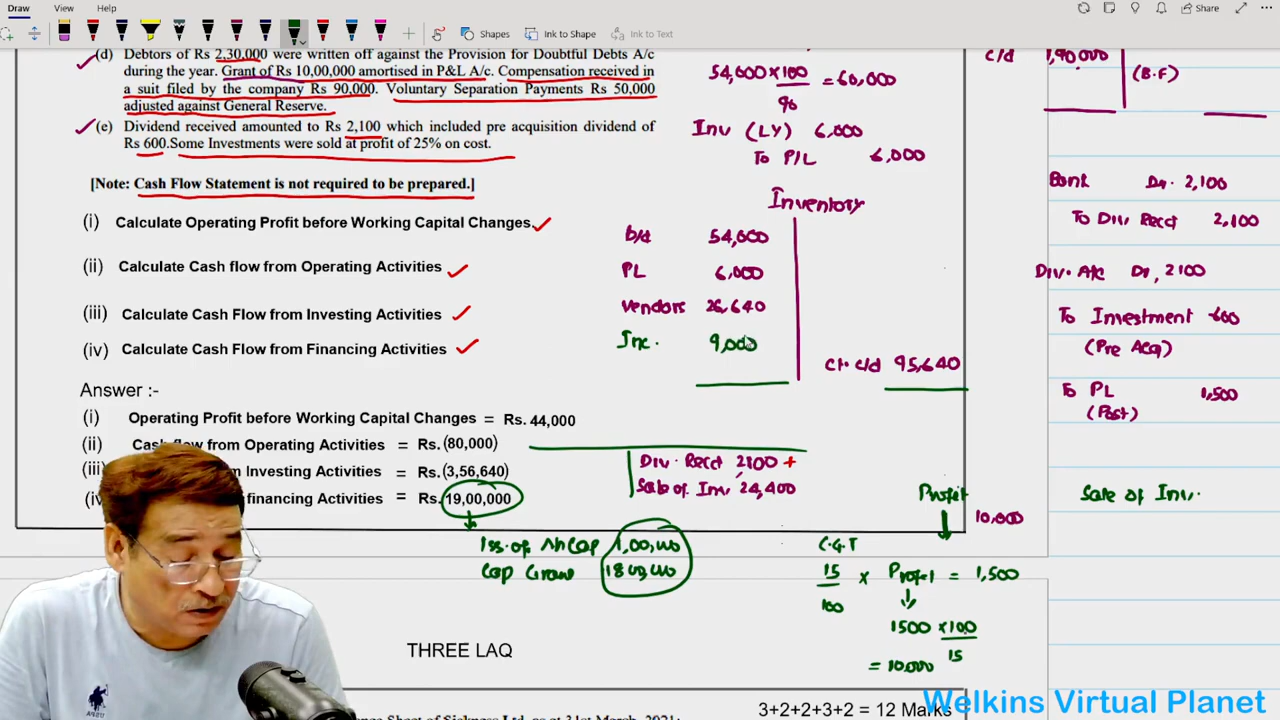 Draw View Help
Shapes Ink to Shape Ink to Text Share
(d) Debtors of Rs 2,30,000 were written off against the Provision for Doubtful Debts A/c
during the year. Grant of Rs 10,00,000 amortised in P&L A/c. Compensation received in
a suit filed by the company Rs 90,000. Voluntary Separation Payments Rs 50,000
adjusted against General Reserve.
(e) Dividend received amounted to Rs 2,100 which included pre acquisition dividend of
Rs 600.Some Investments were sold at profit of 25% on cost.
[Note: Cash Flow Statement is not required to be prepared.]
(i) Calculate Operating Profit before Working Capital Changes.
(ii) Calculate Cash flow from Operating Activities
(iii) Calculate Cash Flow from Investing Activities
(iv) Calculate Cash Flow from Financing Activities
Answer :-
(i) Operating Profit before Working Capital Changes = Rs. 44,000
(ii) Cash flow from Operating Activities = Rs. (80,000)
(iii) Investing Activities = Rs. (3,56,640)
(iv financing Activities = Rs. 19,00,000
Iss. of Sh Cap 1,00,000
Cap Grant 1800,000
54,000 x 100 = 60,000
90
Inv (LY) 6,000
To P/L 6,000
Inventory
b/d 54,000
PL 6,000
Vendors 26,640
Inc. 9,000
Cl. c/d 95,640
Div. Recd 2100 +
Sale of Inv 24,400
Profit
10,000
C.G.T
15 x Profit = 1,500
100
1500 x 100
15
= 10,000
c/d 1,90,000 (B.F)
Bank Dr. 2,100
To Div Recd 2,100
Div. A/c Dr, 2100
To Investment 600
(Pre Acq)
To PL 1,500
(Post)
Sale of Inv.
THREE LAQ
Welkins Virtual Planet
3+2+2+3+2 = 12 Marks